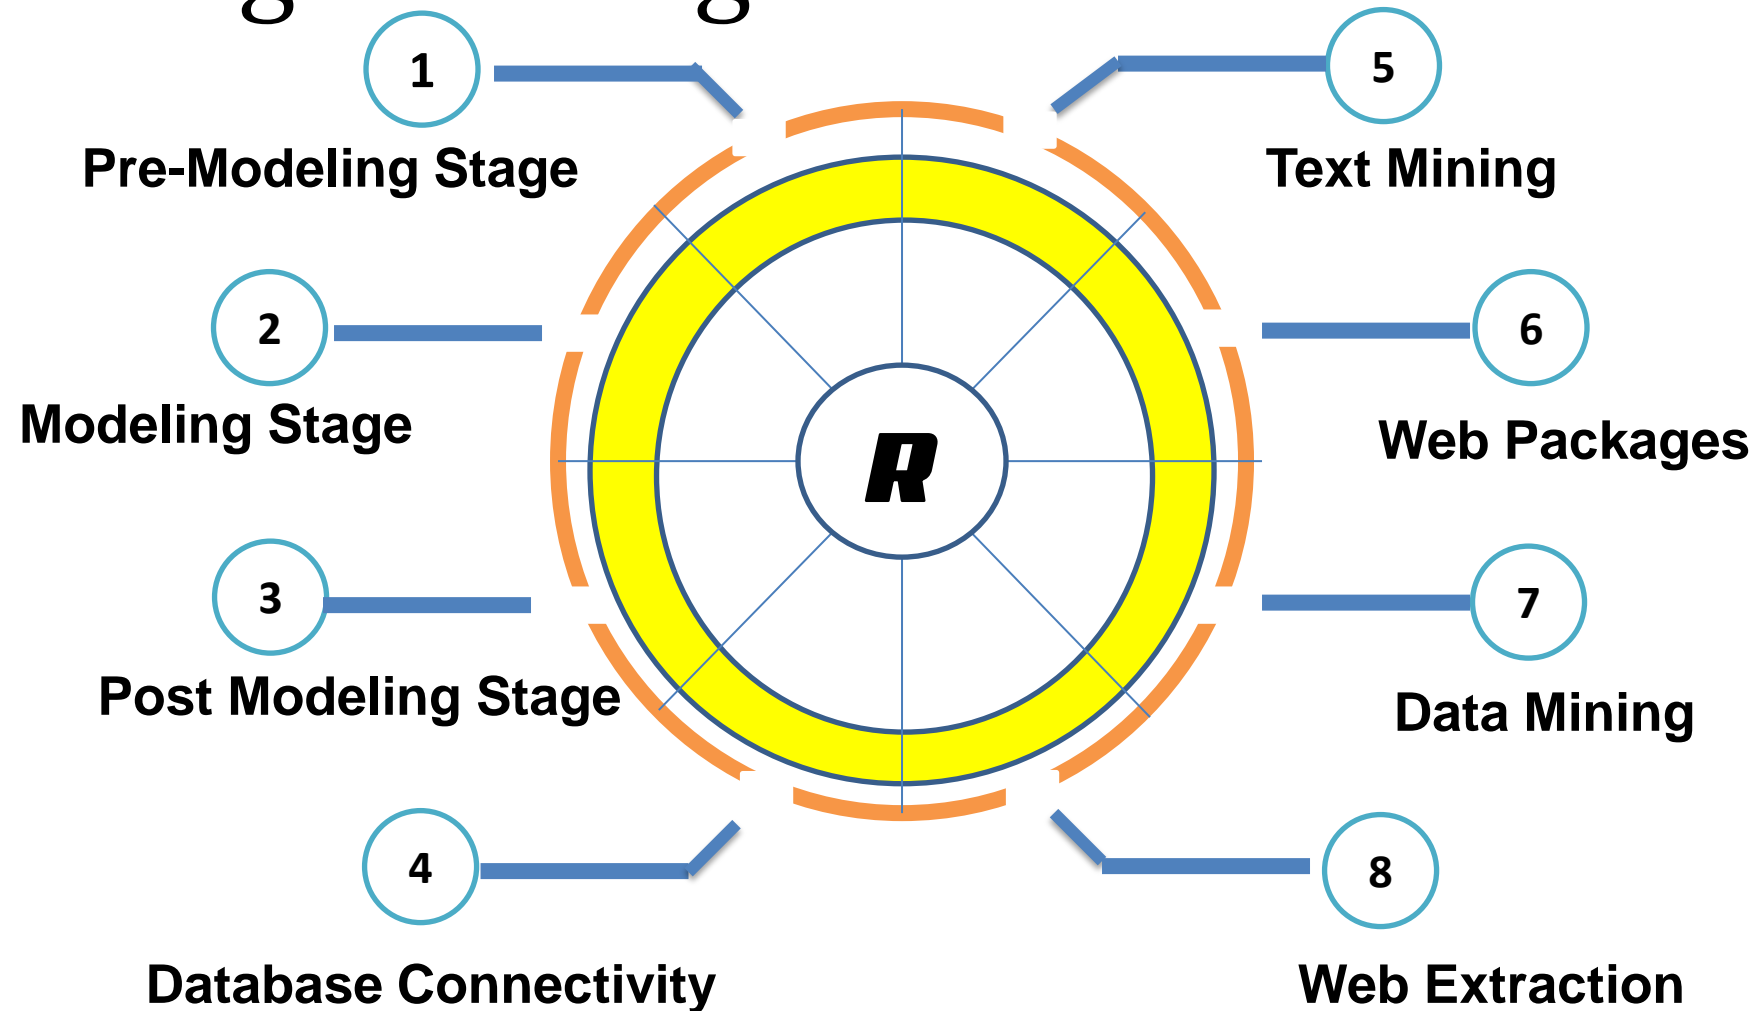 1
Pre-Modeling Stage
2
Modeling Stage
3
Post Modeling Stage
4
Database Connectivity
R
5
Text Mining
6
Web Packages
7
Data Mining
8
Web Extraction